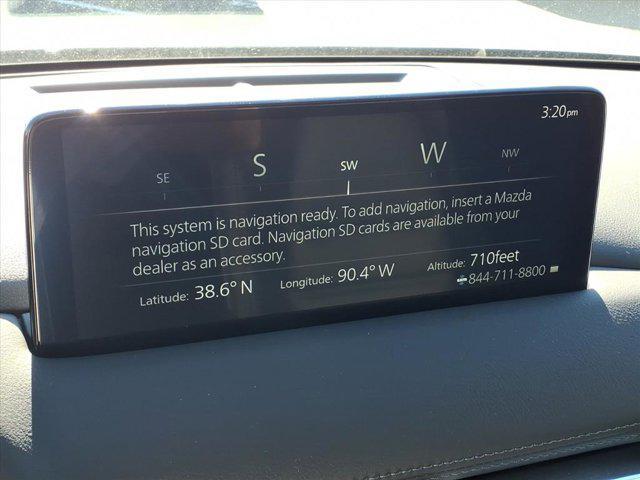 3:20pm
SE S SW W NW
This system is navigation ready. To add navigation, insert a Mazda
navigation SD card. Navigation SD cards are available from your
dealer as an accessory.
Latitude: 38.6° N Longitude: 90.4° W Altitude: 710feet
844-711-8800